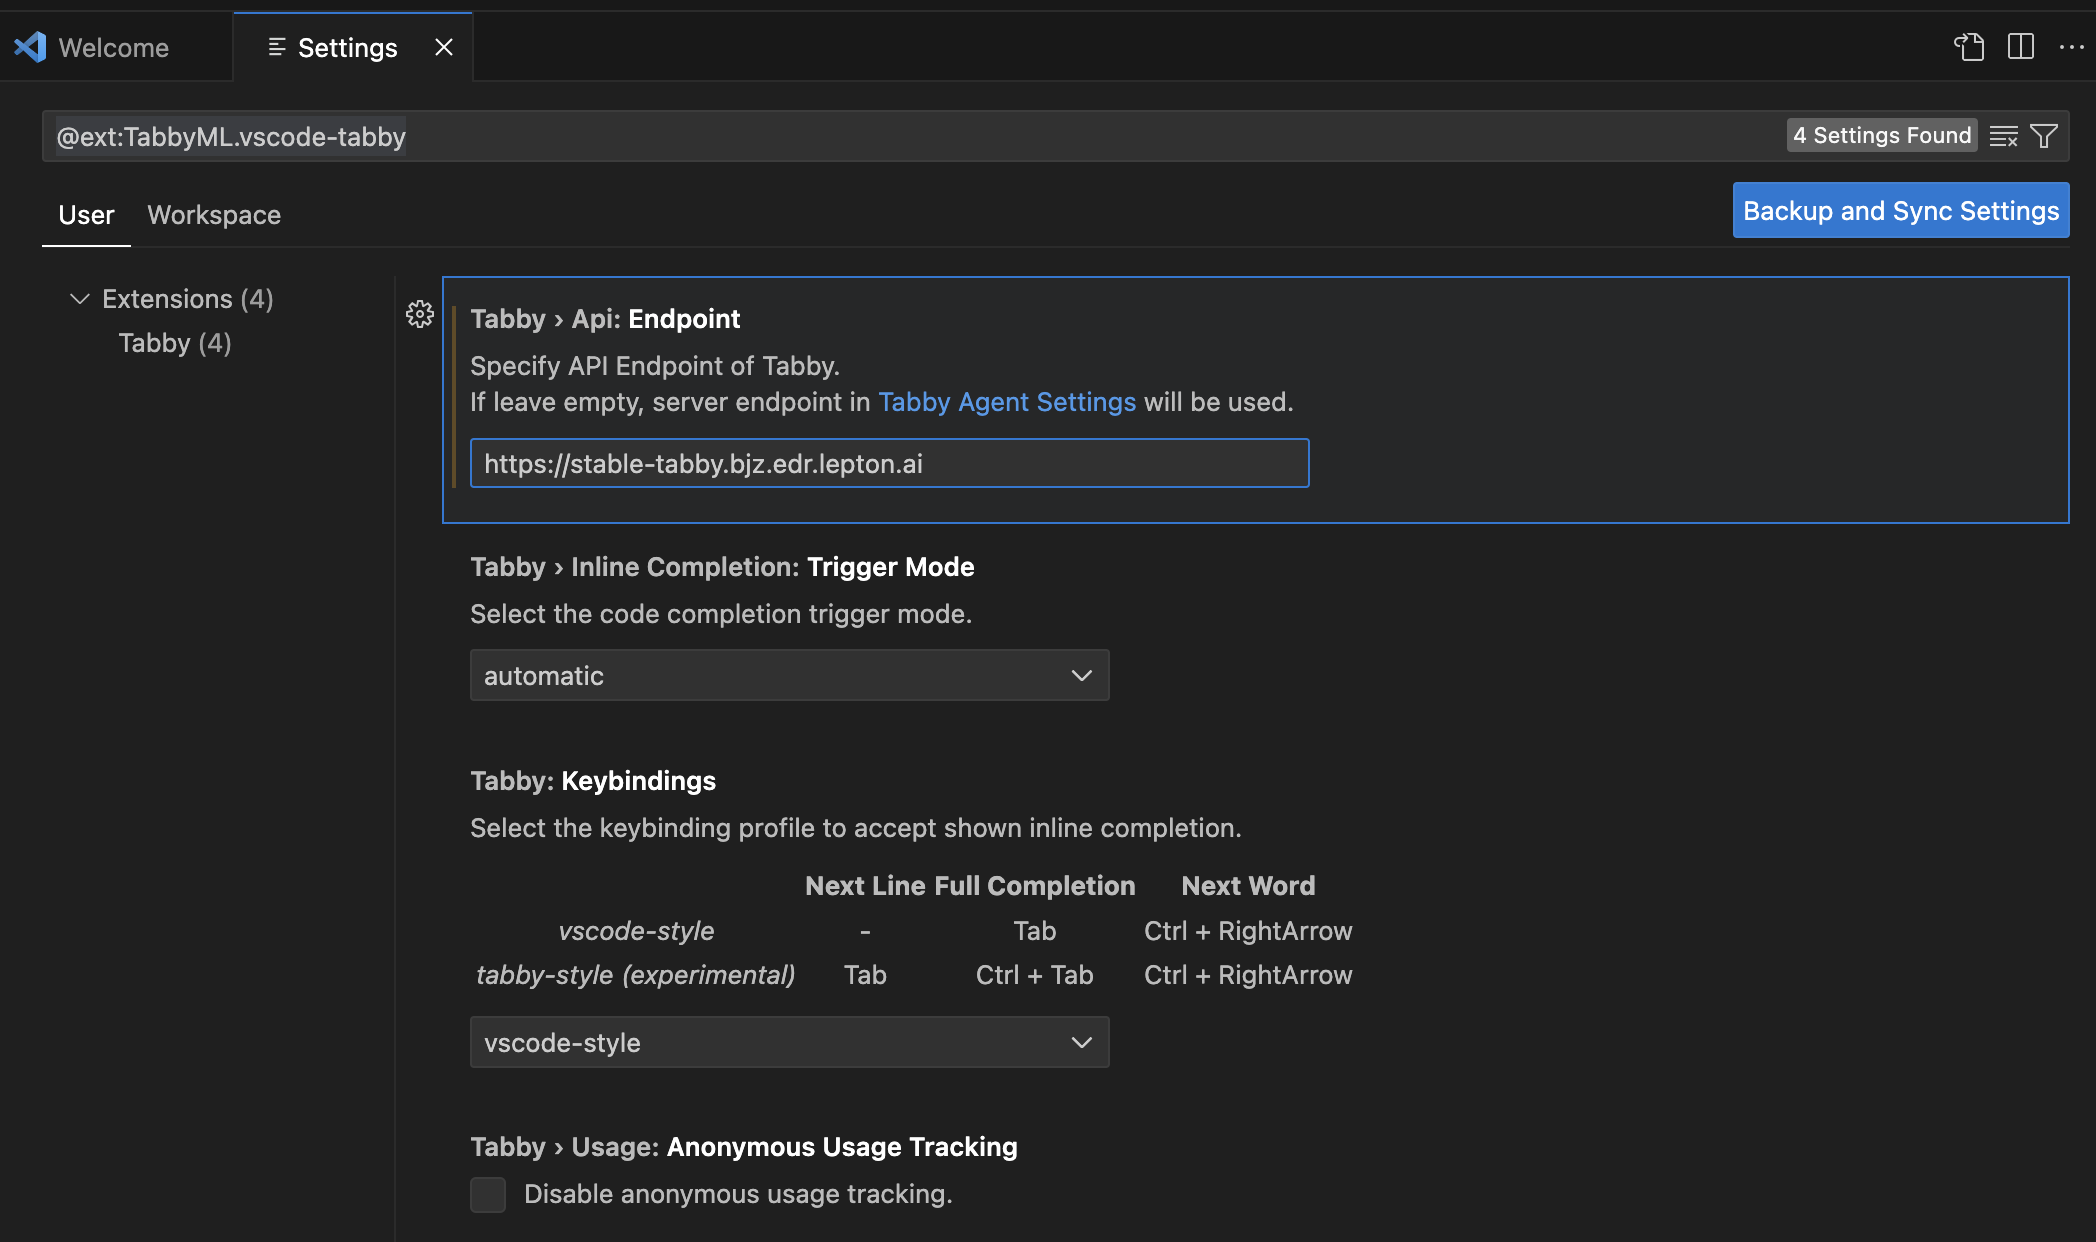 Welcome
Settings
@ext:TabbyML.vscode-tabby
4 Settings Found
User
Workspace
Backup and Sync Settings
Extensions (4)
Tabby (4)
Tabby › Api: Endpoint
Specify API Endpoint of Tabby.
If leave empty, server endpoint in Tabby Agent Settings will be used.
https://stable-tabby.bjz.edr.lepton.ai
Tabby › Inline Completion: Trigger Mode
Select the code completion trigger mode.
automatic
Tabby: Keybindings
Select the keybinding profile to accept shown inline completion.
Next Line Full Completion Next Word
vscode-style - Tab Ctrl + RightArrow
tabby-style (experimental) Tab Ctrl + Tab Ctrl + RightArrow
vscode-style
Tabby › Usage: Anonymous Usage Tracking
Disable anonymous usage tracking.